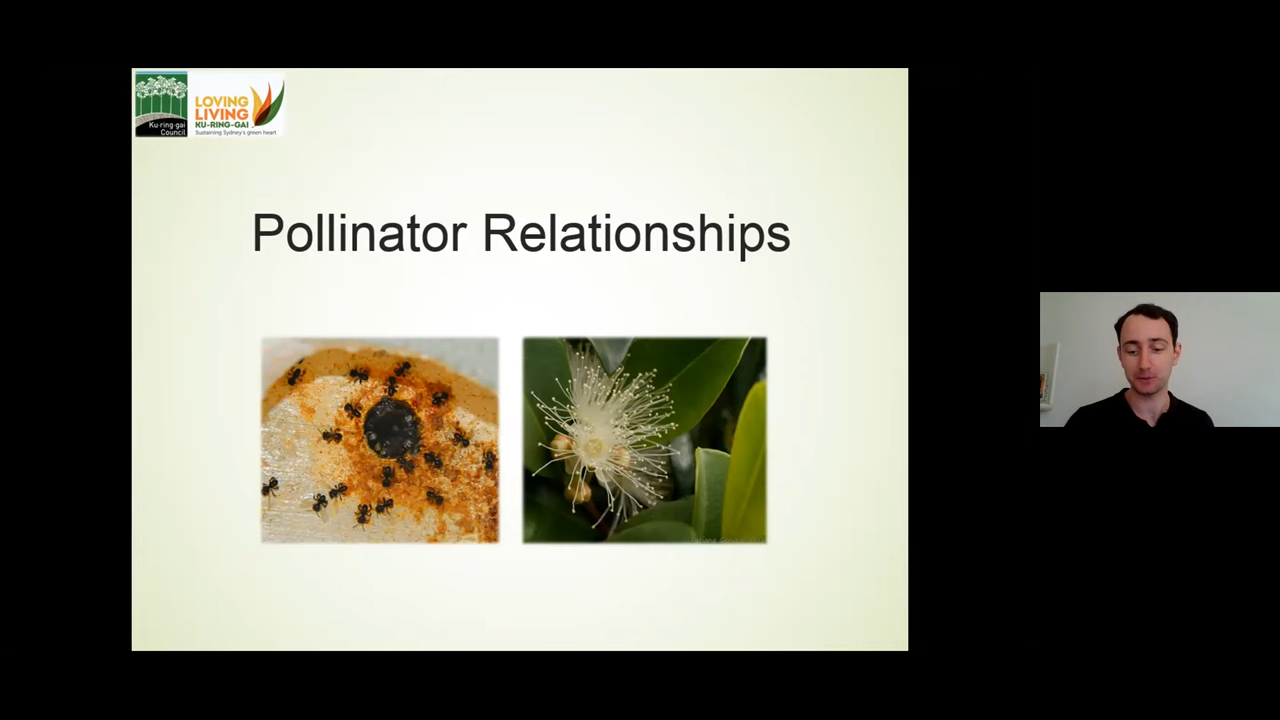 Ku-ring-gai
Council
LOVING
LIVING
KU-RING-GAI
Sustaining Sydney's green heart
Pollinator Relationships